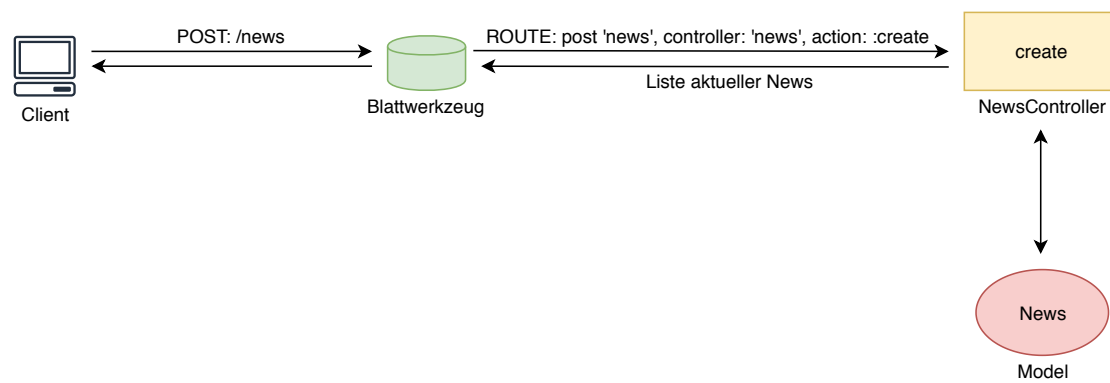 POST: /news
ROUTE: post 'news', controller: 'news', action: :create
create
Liste aktueller News
Client
Blattwerkzeug
NewsController
News
Model